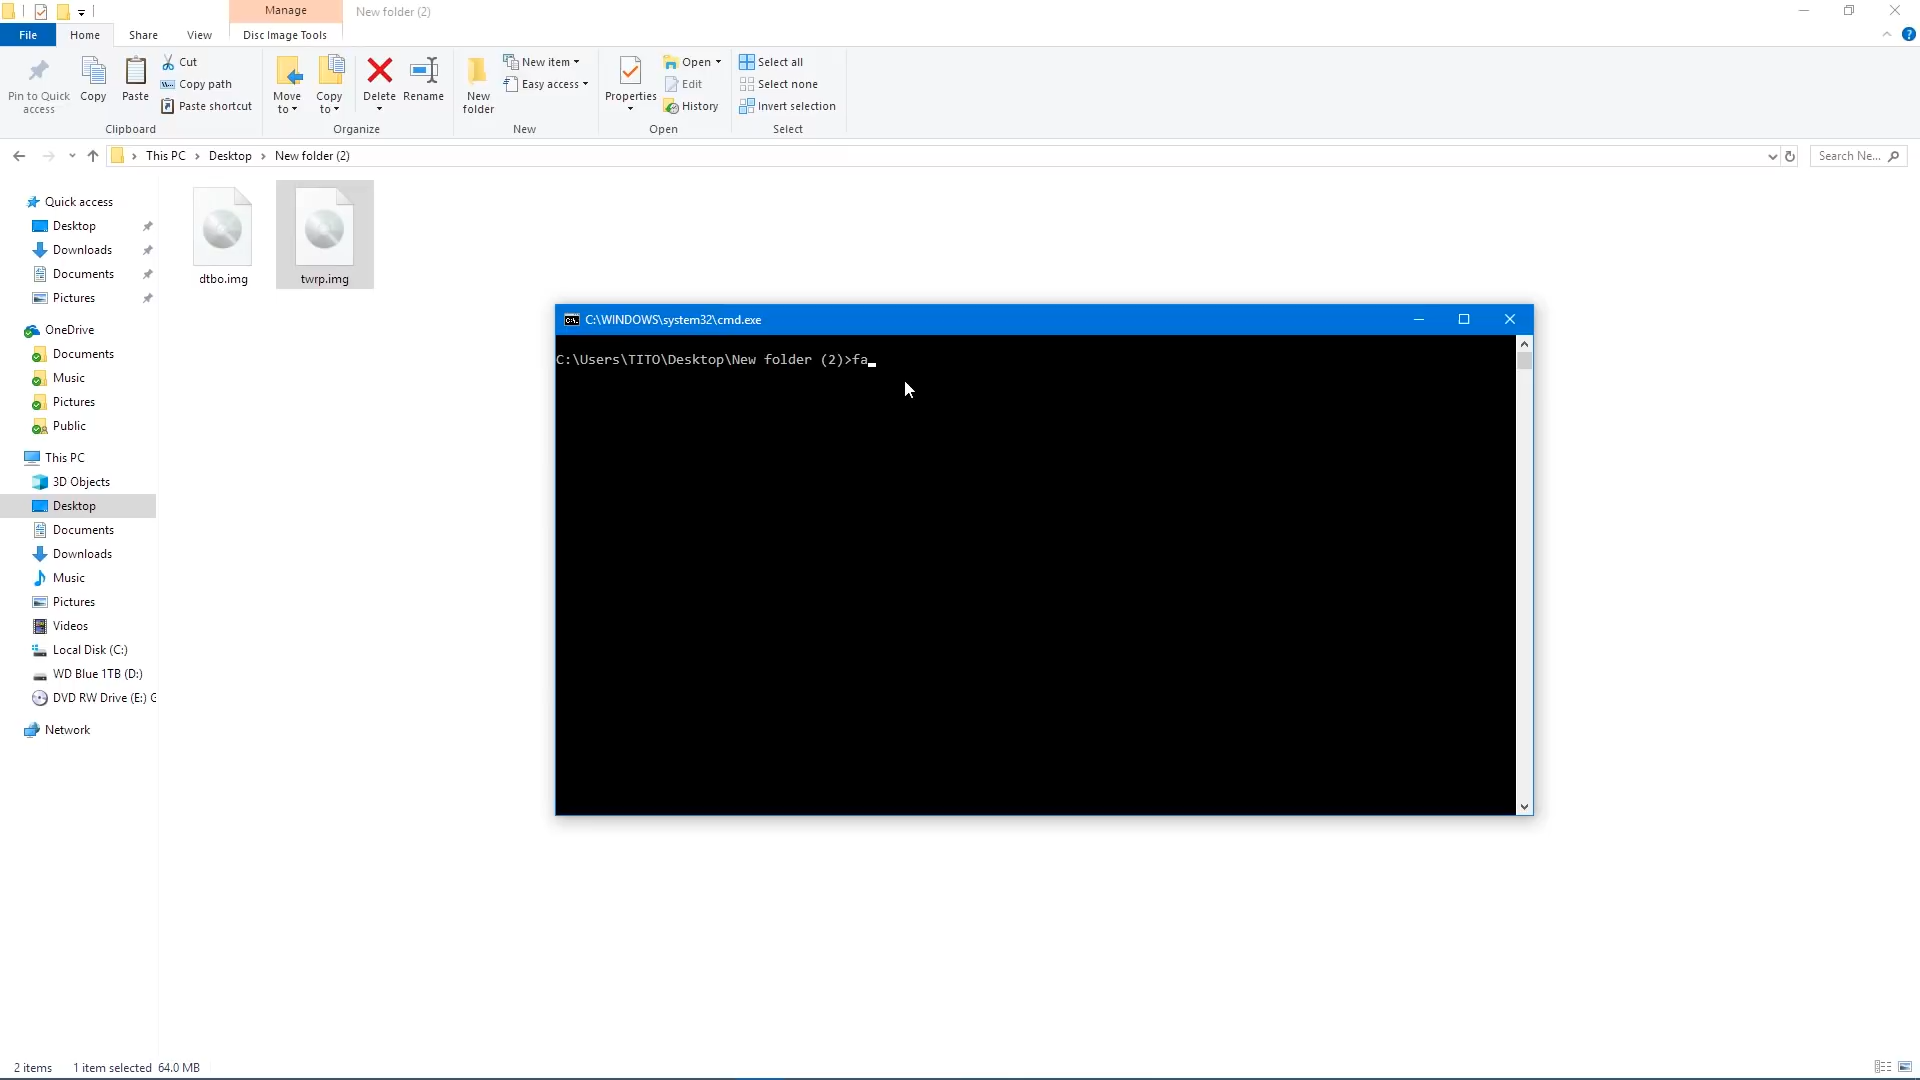 Manage
New folder (2)
File
Home
Share
View
Disc Image Tools
Pin to Quick access
Copy
Paste
Cut
Copy path
Paste shortcut
Clipboard
Move to
Copy to
Delete
Rename
Organize
New folder
New item
Easy access
New
Properties
Open
Edit
History
Open
Select all
Select none
Invert selection
Select
This PC > Desktop > New folder (2)
Search Ne...
Quick access
Desktop
Downloads
Documents
Pictures
OneDrive
Documents
Music
Pictures
Public
This PC
3D Objects
Desktop
Documents
Downloads
Music
Pictures
Videos
Local Disk (C:)
WD Blue 1TB (D:)
DVD RW Drive (E:) G
Network
dtbo.img
twrp.img
C:\WINDOWS\system32\cmd.exe
C:\Users\TITO\Desktop\New folder (2)>fa_
2 items
1 item selected 64.0 MB